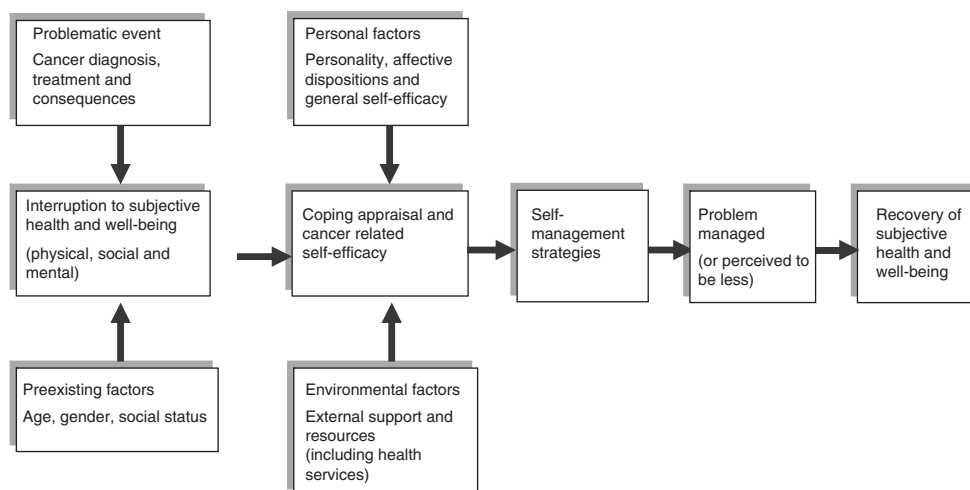 Problematic event
Cancer diagnosis,
treatment and
consequences
Personal factors
Personality, affective
dispositions and
general self-efficacy
Interruption to subjective
health and well-being
(physical, social and
mental)
Coping appraisal and
cancer related
self-efficacy
Self-
management
strategies
Problem
managed
(or perceived to
be less)
Recovery of
subjective
health and
well-being
Preexisting factors
Age, gender, social status
Environmental factors
External support and
resources
(including health
services)